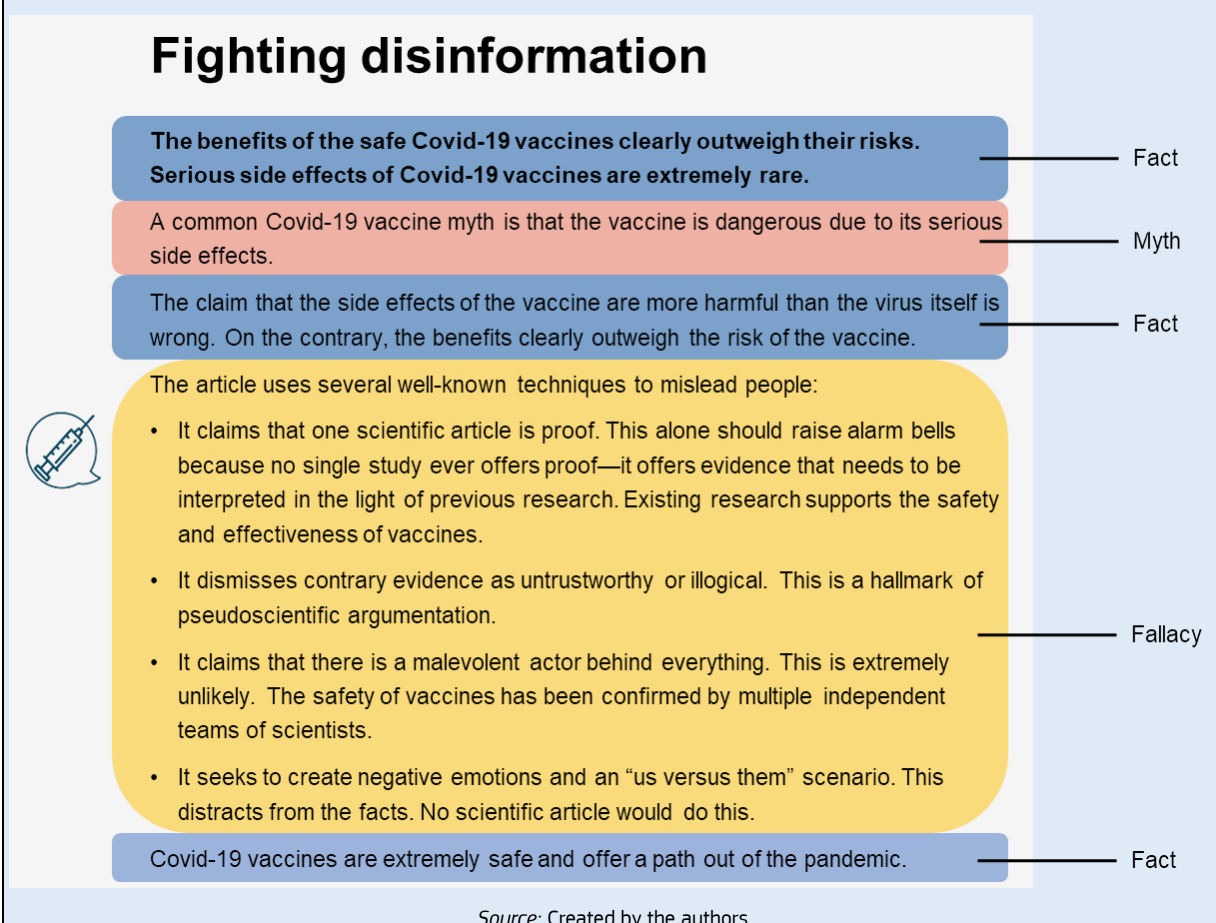 Fighting disinformation
The benefits of the safe Covid-19 vaccines clearly outweigh their risks.
Serious side effects of Covid-19 vaccines are extremely rare.
Fact
A common Covid-19 vaccine myth is that the vaccine is dangerous due to its serious
side effects.
Myth
The claim that the side effects of the vaccine are more harmful than the virus itself is
wrong. On the contrary, the benefits clearly outweigh the risk of the vaccine.
Fact
The article uses several well-known techniques to mislead people:
• It claims that one scientific article is proof. This alone should raise alarm bells
because no single study ever offers proof—it offers evidence that needs to be
interpreted in the light of previous research. Existing research supports the safety
and effectiveness of vaccines.
• It dismisses contrary evidence as untrustworthy or illogical. This is a hallmark of
pseudoscientific argumentation.
• It claims that there is a malevolent actor behind everything. This is extremely
unlikely. The safety of vaccines has been confirmed by multiple independent
teams of scientists.
• It seeks to create negative emotions and an “us versus them” scenario. This
distracts from the facts. No scientific article would do this.
Fallacy
Covid-19 vaccines are extremely safe and offer a path out of the pandemic.
Fact
Source: Created by the authors